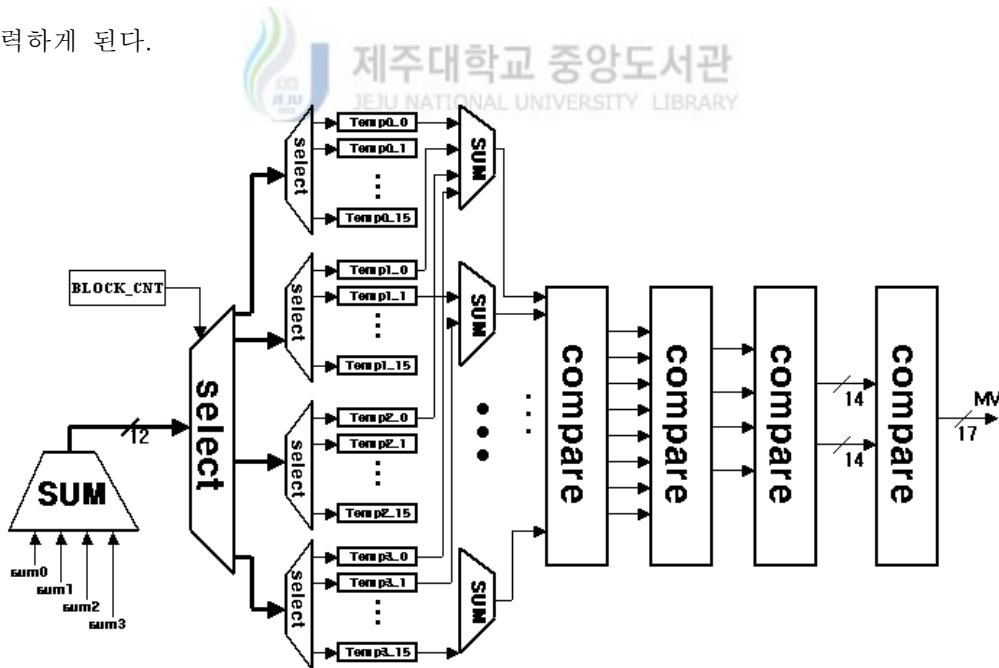 력하게 된다.
제주대학교 중앙도서관
JEJU NATIONAL UNIVERSITY LIBRARY
JEJU
1952
select
Temp0_0
Temp0_1
Temp0_15
SUM
BLOCK_CNT
select
Temp1_0
Temp1_1
Temp1_15
SUM
select
12
SUM
sum0
sum1
sum2
sum3
select
Temp2_0
Temp2_1
Temp2_15
select
Temp3_0
Temp3_1
Temp3_15
SUM
compare
compare
compare
14
14
compare
MV
17